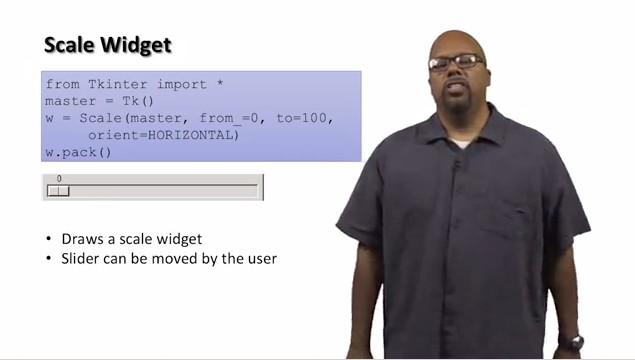 Scale Widget
from Tkinter import *
master = Tk()
w = Scale(master, from_=0, to=100,
orient=HORIZONTAL)
w.pack()
0
• Draws a scale widget
• Slider can be moved by the user